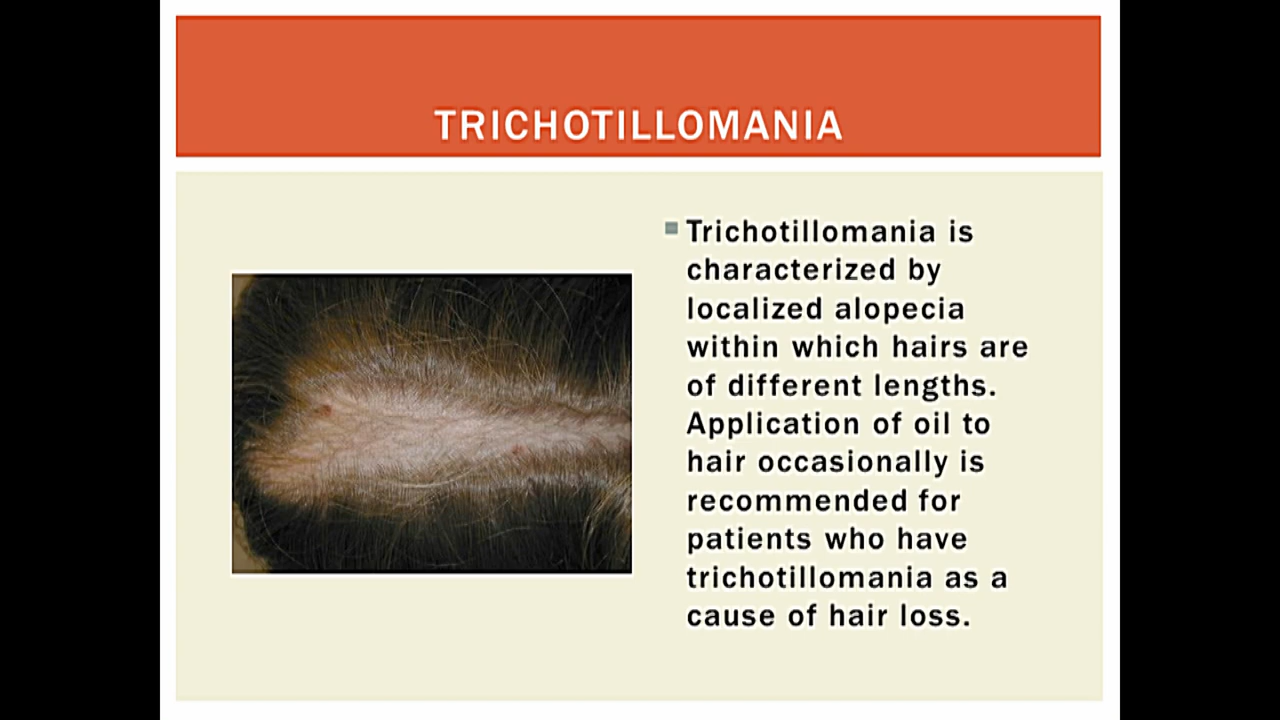 TRICHOTILLOMANIA
Trichotillomania is
characterized by
localized alopecia
within which hairs are
of different lengths.
Application of oil to
hair occasionally is
recommended for
patients who have
trichotillomania as a
cause of hair loss.